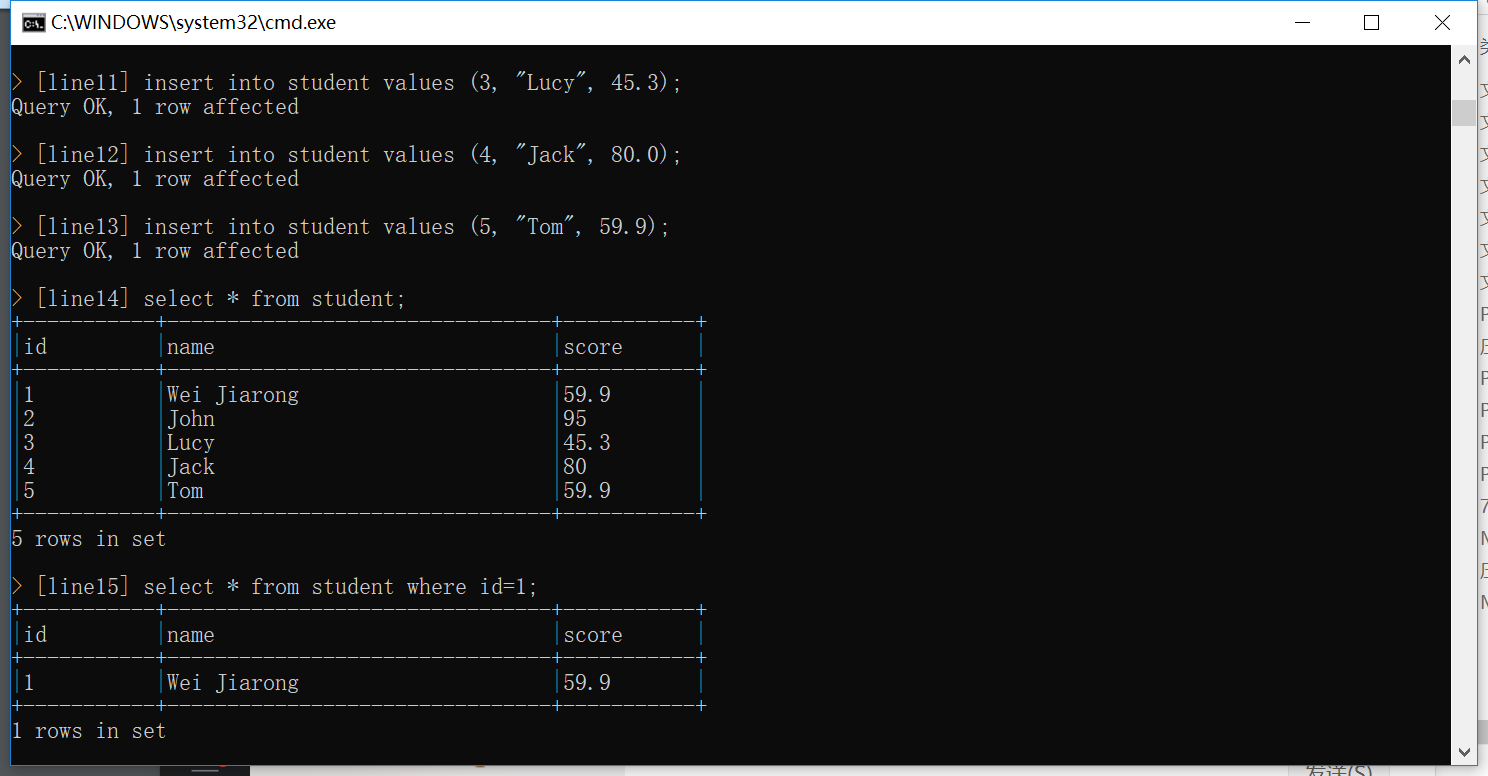 C:\WINDOWS\system32\cmd.exe
> [line11] insert into student values (3, "Lucy", 45.3);
Query OK, 1 row affected
> [line12] insert into student values (4, "Jack", 80.0);
Query OK, 1 row affected
> [line13] insert into student values (5, "Tom", 59.9);
Query OK, 1 row affected
> [line14] select * from student;
+-----------+--------------------------------+-----------+
|id |name |score |
+-----------+--------------------------------+-----------+
|1 |Wei Jiarong |59.9 |
|2 |John |95 |
|3 |Lucy |45.3 |
|4 |Jack |80 |
|5 |Tom |59.9 |
+-----------+--------------------------------+-----------+
5 rows in set
> [line15] select * from student where id=1;
+-----------+--------------------------------+-----------+
|id |name |score |
+-----------+--------------------------------+-----------+
|1 |Wei Jiarong |59.9 |
+-----------+--------------------------------+-----------+
1 rows in set
发送(S)